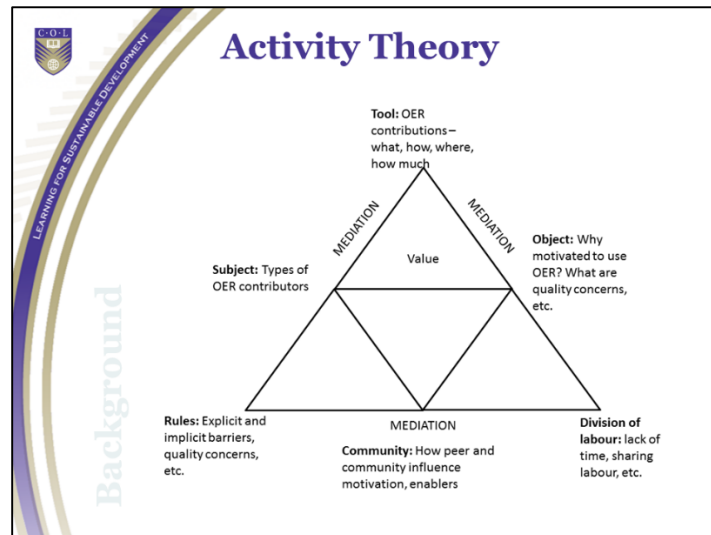 C.O.L
LEARNING FOR SUSTAINABLE DEVELOPMENT
Background
Activity Theory
Tool: OER
contributions –
what, how, where,
how much
MEDIATION
MEDIATION
Value
Subject: Types of
OER contributors
Object: Why
motivated to use
OER? What are
quality concerns,
etc.
Rules: Explicit and
implicit barriers,
quality concerns,
etc.
MEDIATION
Community: How peer and
community influence
motivation, enablers
Division of
labour: lack of
time, sharing
labour, etc.